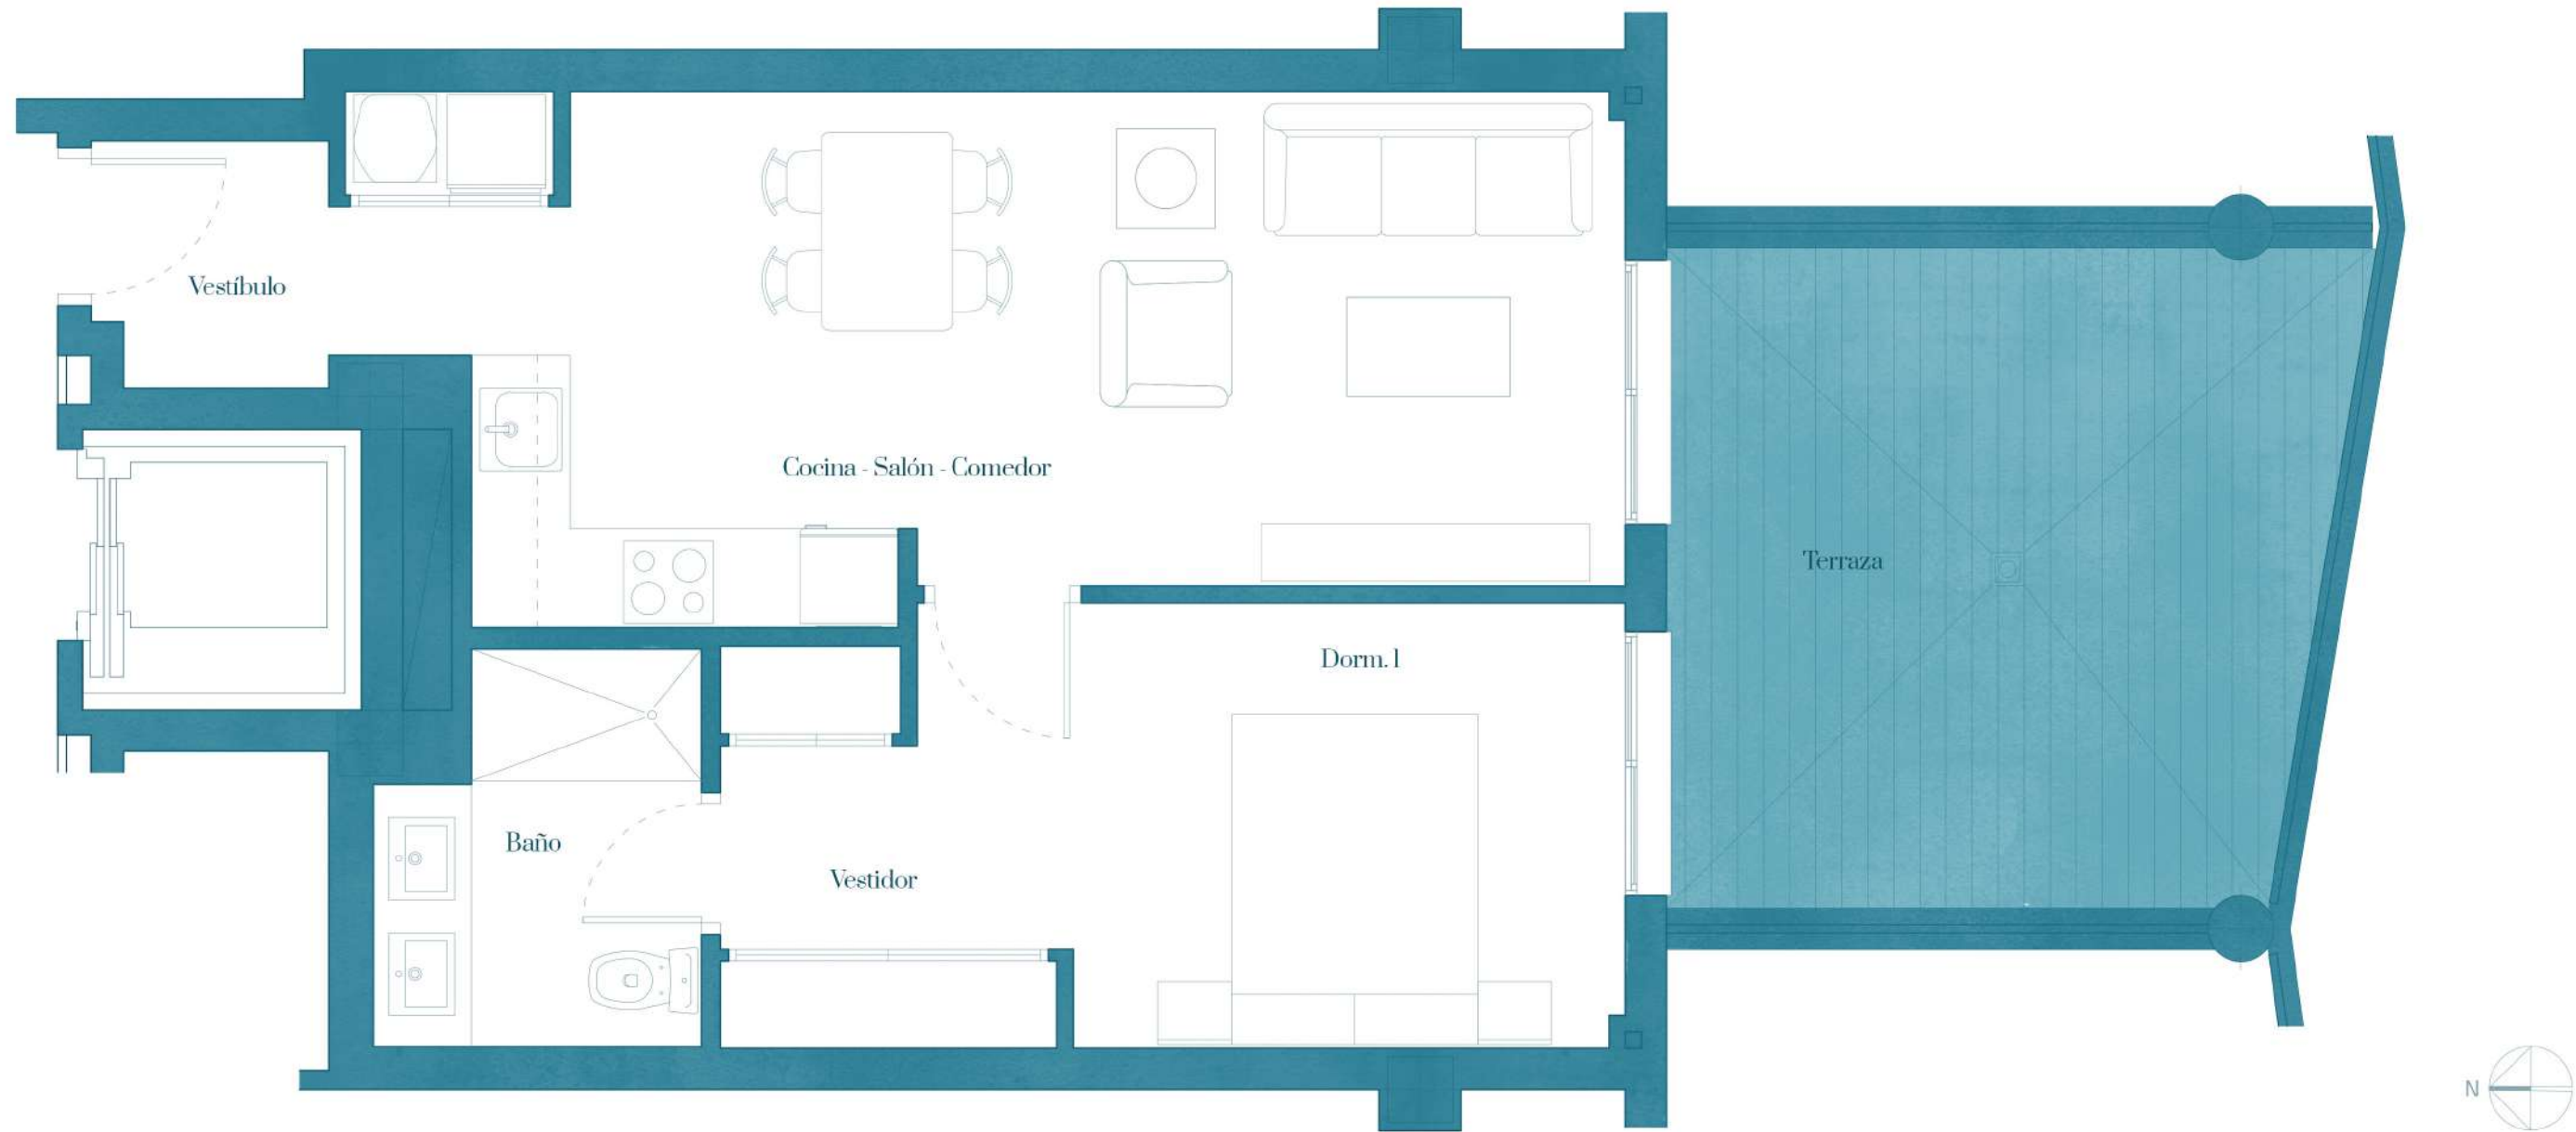 Vestíbulo
Cocina - Salón - Comedor
Terraza
Dorm. 1
Baño
Vestidor
N